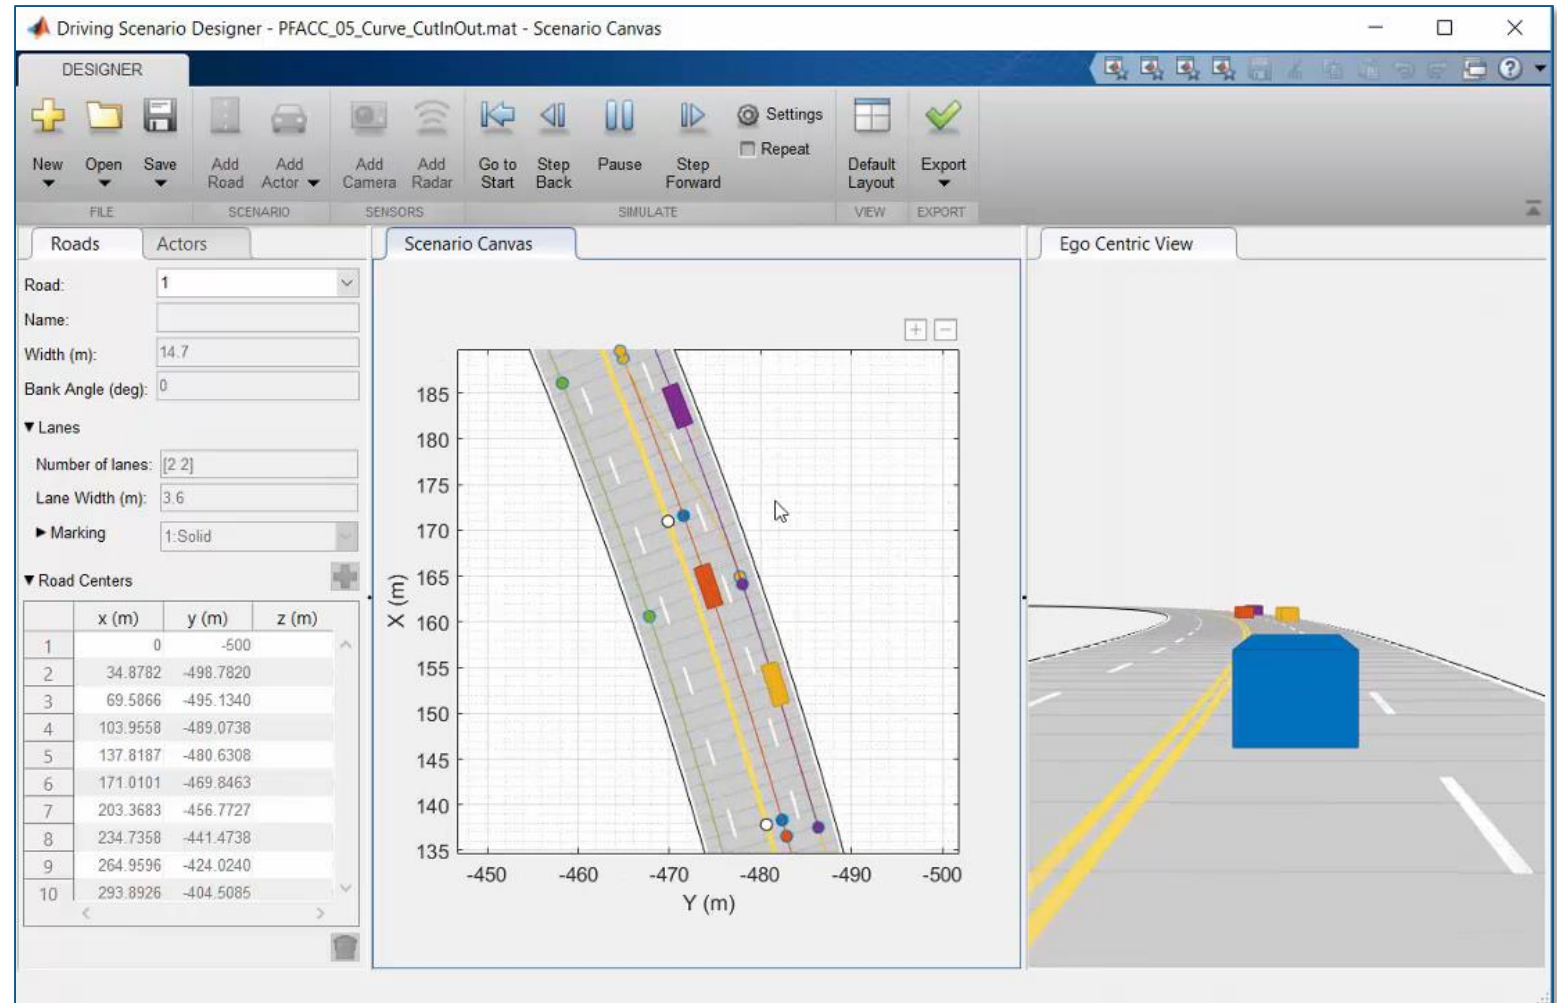 Driving Scenario Designer - PFACC_05_Curve_CutInOut.mat - Scenario Canvas
DESIGNER
New
Open
Save
Add Road
Add Actor
Add Camera
Add Radar
Go to Start
Step Back
Pause
Step Forward
Settings
Repeat
Default Layout
Export
FILE
SCENARIO
SENSORS
SIMULATE
VIEW
EXPORT
Roads
Actors
Road: 1
Name:
Width (m): 14.7
Bank Angle (deg): 0
Lanes
Number of lanes: [2 2]
Lane Width (m): 3.6
Marking 1:Solid
Road Centers
x (m) y (m) z (m)
1 0 -500
2 34.8782 -498.7820
3 69.5866 -495.1340
4 103.9558 -489.0738
5 137.8187 -480.6308
6 171.0101 -469.8463
7 203.3683 -456.7727
8 234.7358 -441.4738
9 264.9596 -424.0240
10 293.8926 -404.5085
Scenario Canvas
185
180
175
170
165
160
155
150
145
140
135
X (m)
-450 -460 -470 -480 -490 -500
Y (m)
Ego Centric View